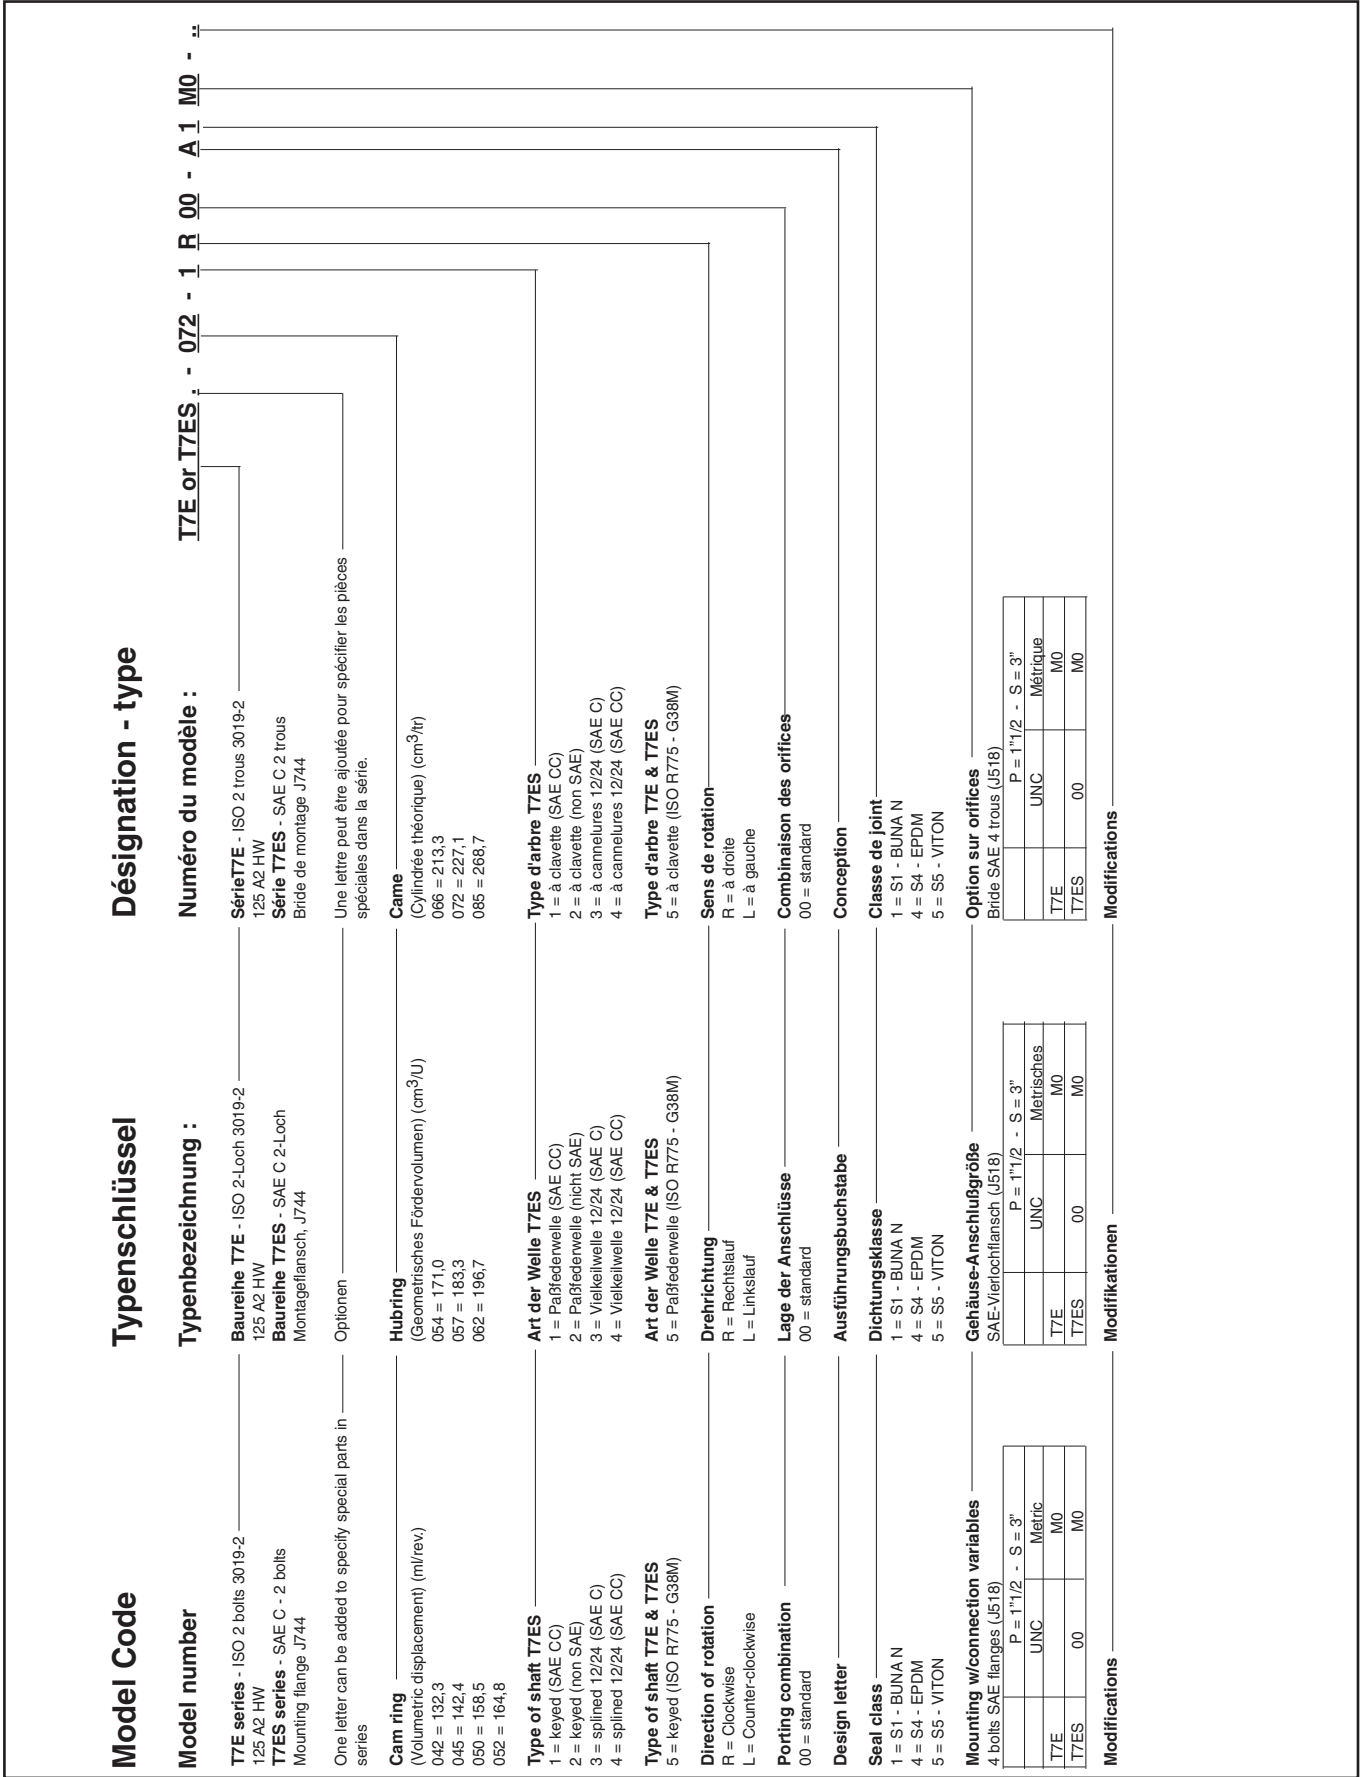 Model Code
Model number
T7E series - ISO 2 bolts 3019-2
125 A2 HW
T7ES series - SAE C - 2 bolts
Mounting flange J744
One letter can be added to specify special parts in
series
Cam ring
(Volumetric displacement) (ml/rev.)
042 = 132,3
045 = 142,4
050 = 158,5
052 = 164,8
Type of shaft T7ES
1 = keyed (SAE CC)
2 = keyed (non SAE)
3 = splined 12/24 (SAE C)
4 = splined 12/24 (SAE CC)
Type of shaft T7E & T7ES
5 = keyed (ISO R775 - G38M)
Direction of rotation
R = Clockwise
L = Counter-clockwise
Porting combination
00 = standard
Design letter
Seal class
1 = S1 - BUNA N
4 = S4 - EPDM
5 = S5 - VITON
Mounting w/connection variables
4 bolts SAE flanges (J518)
P = 1"1/2 - S = 3"
UNC Metric
T7E M0
T7ES 00 M0
Modifications
Typenschlüssel
Typenbezeichnung :
Baureihe T7E - ISO 2-Loch 3019-2
125 A2 HW
Baureihe T7ES - SAE C 2-Loch
Montageflansch, J744
Optionen
Hubring
(Geometrisches Fördervolumen) (cm³/U)
054 = 171,0
057 = 183,3
062 = 196,7
Art der Welle T7ES
1 = Paßfederwelle (SAE CC)
2 = Paßfederwelle (nicht SAE)
3 = Vielkeilwelle 12/24 (SAE C)
4 = Vielkeilwelle 12/24 (SAE CC)
Art der Welle T7E & T7ES
5 = Paßfederwelle (ISO R775 - G38M)
Drehrichtung
R = Rechtslauf
L = Linkslauf
Lage der Anschlüsse
00 = standard
Ausführungsbuchstabe
Dichtungsklasse
1 = S1 - BUNA N
4 = S4 - EPDM
5 = S5 - VITON
Gehäuse-Anschlußgröße
SAE-Vierlochflansch (J518)
P = 1"1/2 - S = 3"
UNC Metrisches
T7E M0
T7ES 00 M0
Modifikationen
Désignation - type
Numéro du modèle :
SérieT7E - ISO 2 trous 3019-2
125 A2 HW
Série T7ES - SAE C 2 trous
Bride de montage J744
Une lettre peut être ajoutée pour spécifier les pièces
spéciales dans la série.
Came
(Cylindrée théorique) (cm³/tr)
066 = 213,3
072 = 227,1
085 = 268,7
Type d'arbre T7ES
1 = à clavette (SAE CC)
2 = à clavette (non SAE)
3 = à cannelures 12/24 (SAE C)
4 = à cannelures 12/24 (SAE CC)
Type d'arbre T7E & T7ES
5 = à clavette (ISO R775 - G38M)
Sens de rotation
R = à droite
L = à gauche
Combinaison des orifices
00 = standard
Conception
Classe de joint
1 = S1 - BUNA N
4 = S4 - EPDM
5 = S5 - VITON
Option sur orifices
Bride SAE 4 trous (J518)
P = 1"1/2 - S = 3"
UNC Métrique
T7E M0
T7ES 00 M0
Modifications
T7E or T7ES . - 072 - 1 R 00 - A 1 M0 - ..